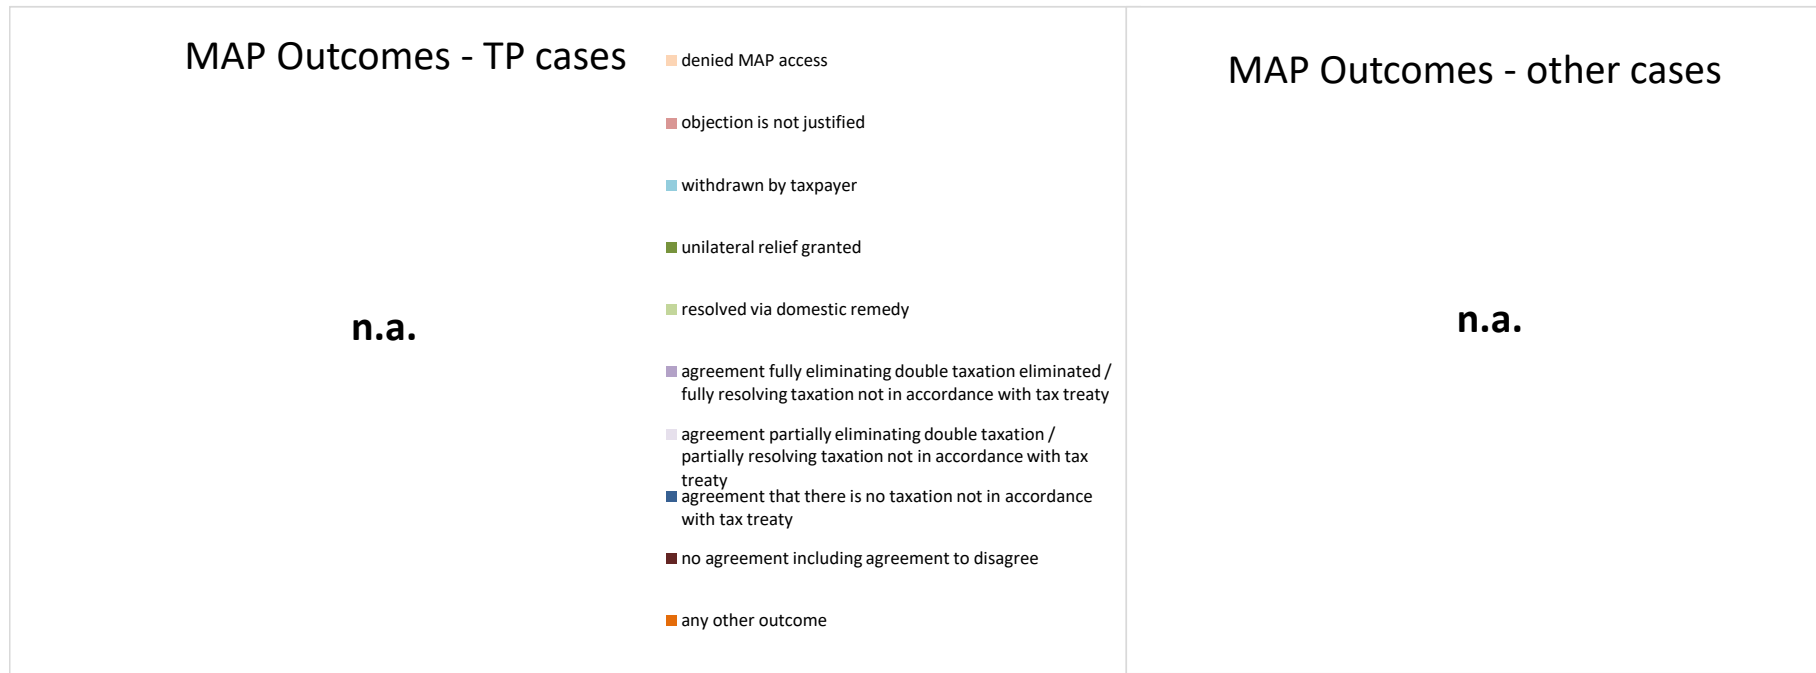 MAP Outcomes - TP cases
n.a.
denied MAP access
objection is not justified
withdrawn by taxpayer
unilateral relief granted
resolved via domestic remedy
agreement fully eliminating double taxation eliminated /
fully resolving taxation not in accordance with tax treaty
agreement partially eliminating double taxation /
partially resolving taxation not in accordance with tax
treaty
agreement that there is no taxation not in accordance
with tax treaty
no agreement including agreement to disagree
any other outcome
MAP Outcomes - other cases
n.a.